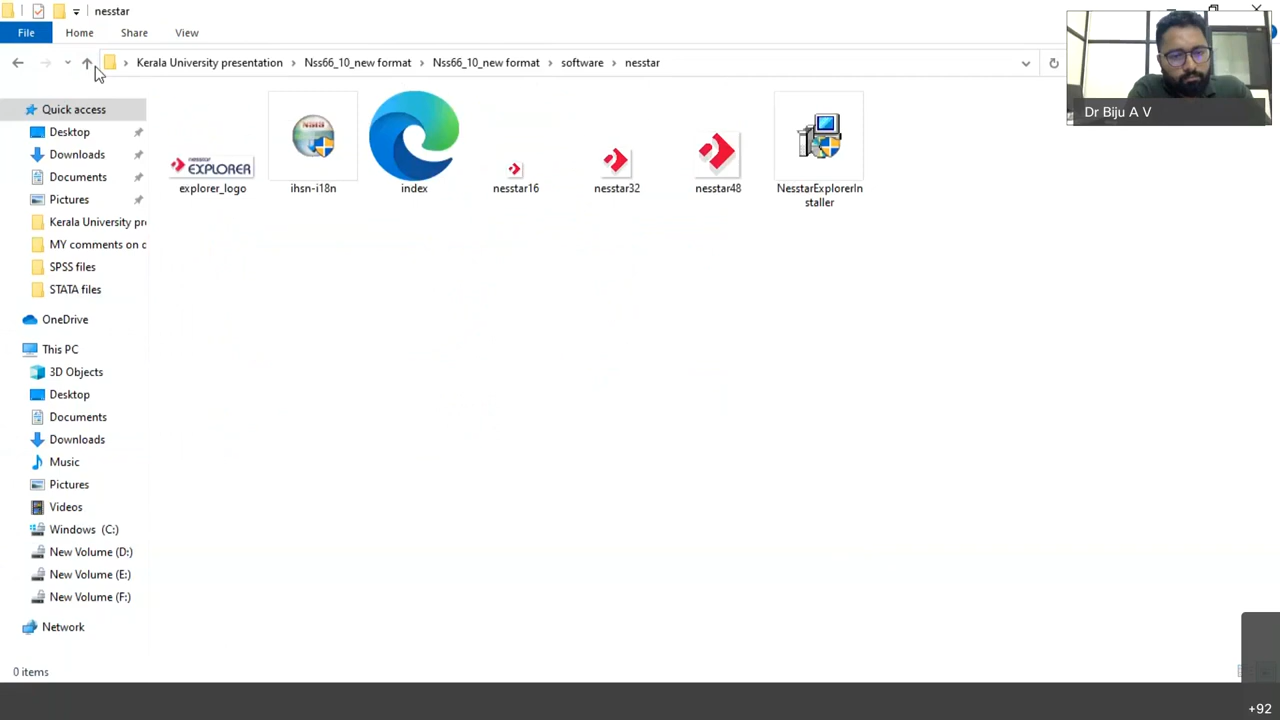 nesstar
File
Home
Share
View
Kerala University presentation
Nss66_10_new format
Nss66_10_new format
software
nesstar
Dr Biju A V
Quick access
Desktop
Downloads
Documents
Pictures
Kerala University pr
MY comments on c
SPSS files
STATA files
OneDrive
This PC
3D Objects
Desktop
Documents
Downloads
Music
Pictures
Videos
Windows (C:)
New Volume (D:)
New Volume (E:)
New Volume (F:)
Network
nesstar
EXPLORER
explorer_logo
ihsn-i18n
index
nesstar16
nesstar32
nesstar48
NesstarExplorerIn
staller
0 items
+92